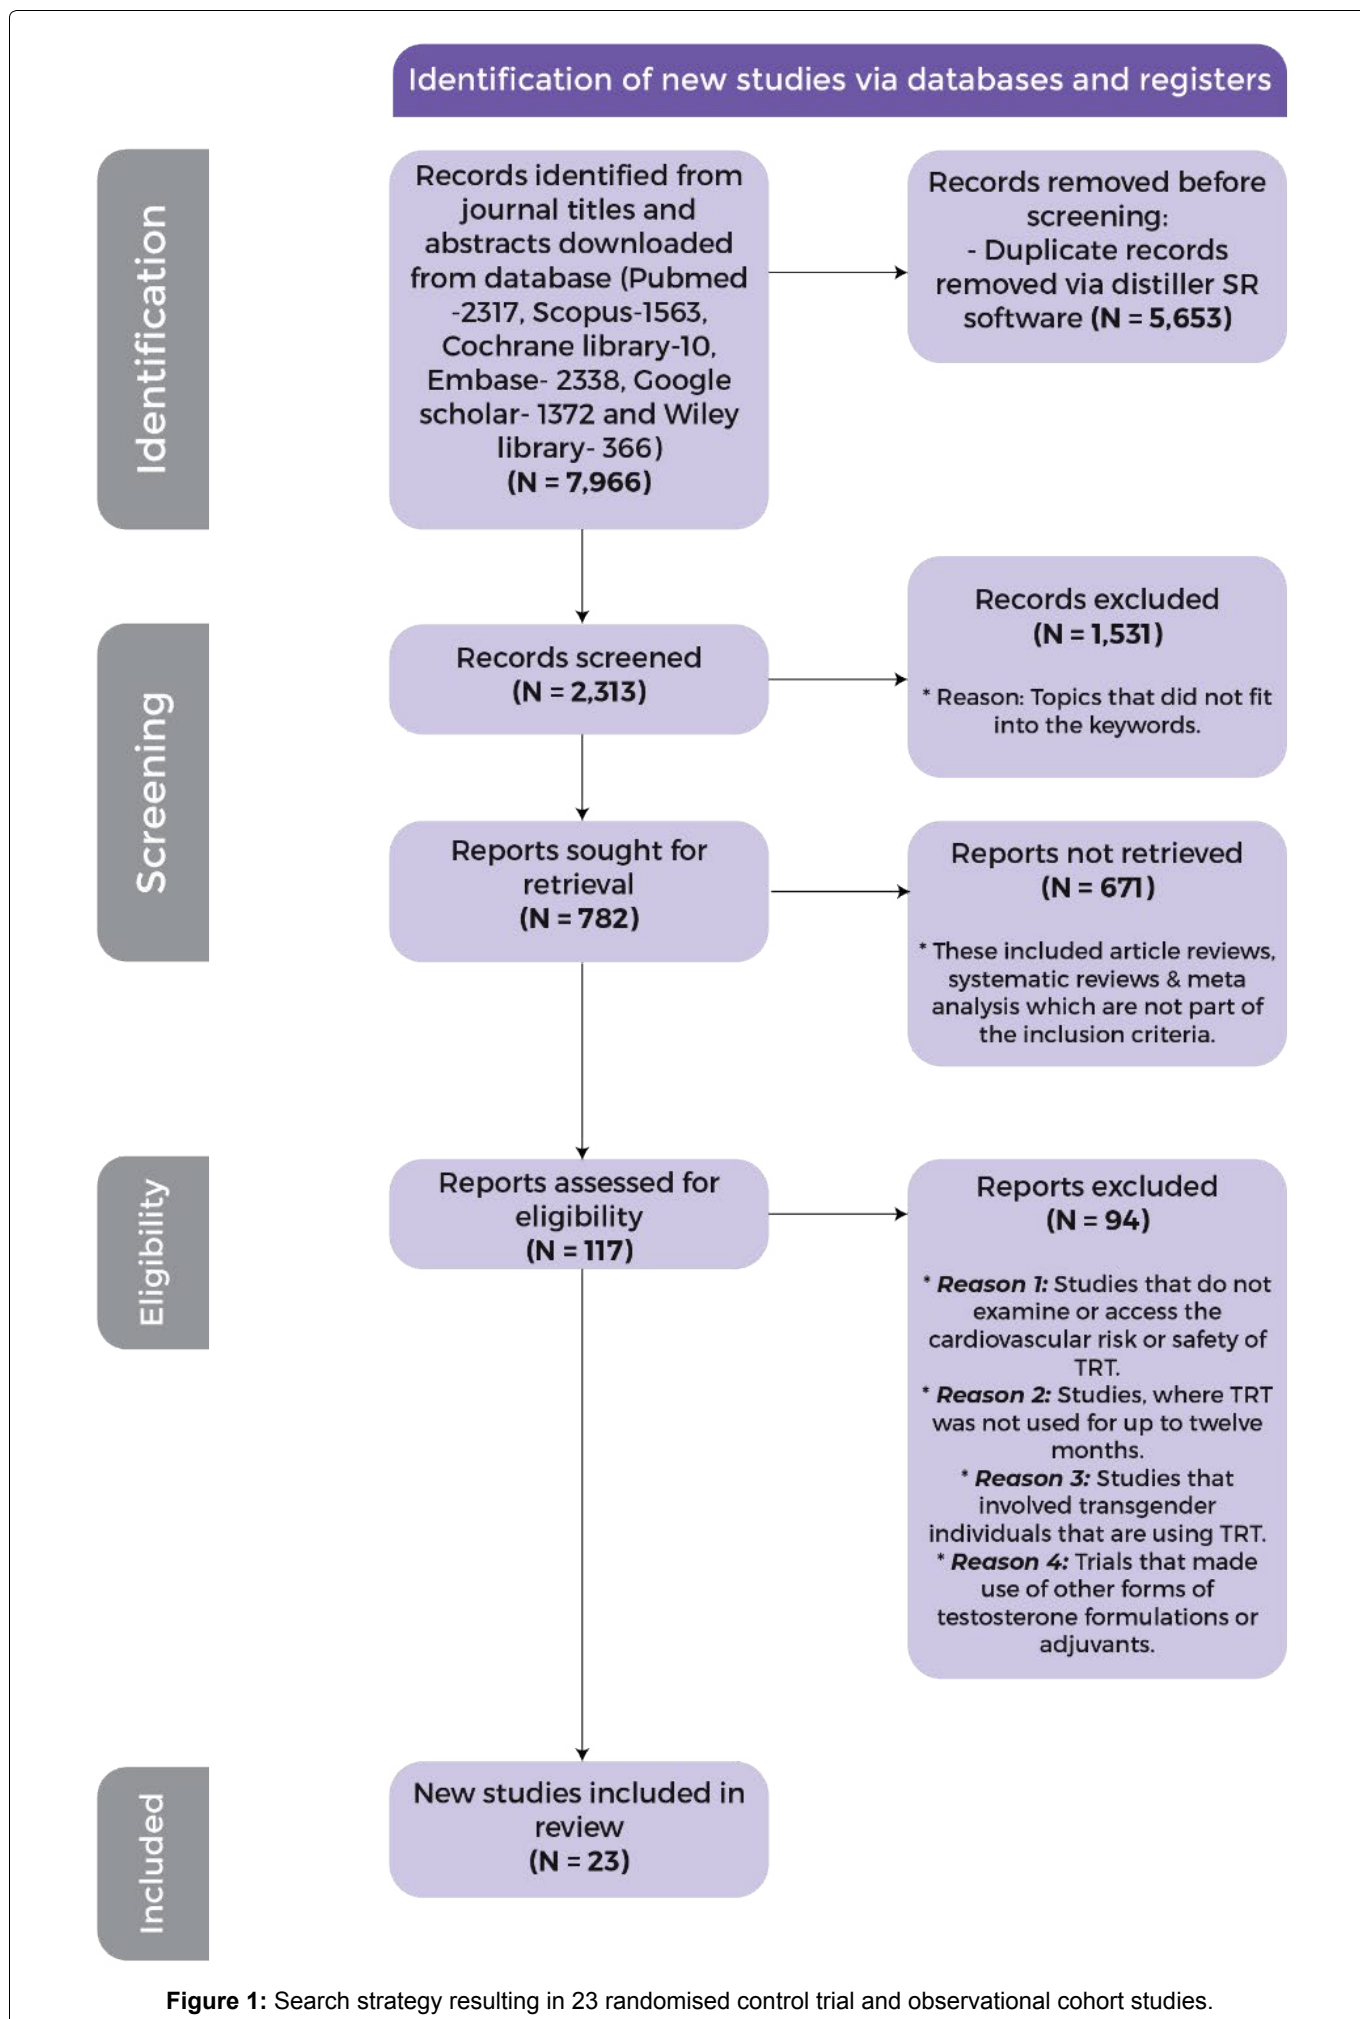 Identification of new studies via databases and registers
Identification
Records identified from
journal titles and
abstracts downloaded
from database (Pubmed
-2317, Scopus-1563,
Cochrane library-10,
Embase- 2338, Google
scholar- 1372 and Wiley
library- 366)
(N = 7,966)
Records removed before
screening:
- Duplicate records
removed via distiller SR
software (N = 5,653)
Screening
Records screened
(N = 2,313)
Records excluded
(N = 1,531)
* Reason: Topics that did not fit
into the keywords.
Reports sought for
retrieval
(N = 782)
Reports not retrieved
(N = 671)
* These included article reviews,
systematic reviews & meta
analysis which are not part of
the inclusion criteria.
Eligibility
Reports assessed for
eligibility
(N = 117)
Reports excluded
(N = 94)
* Reason 1: Studies that do not
examine or access the
cardiovascular risk or safety of
TRT.
* Reason 2: Studies, where TRT
was not used for up to twelve
months.
* Reason 3: Studies that
involved transgender
individuals that are using TRT.
* Reason 4: Trials that made
use of other forms of
testosterone formulations or
adjuvants.
Included
New studies included in
review
(N = 23)
Figure 1: Search strategy resulting in 23 randomised control trial and observational cohort studies.